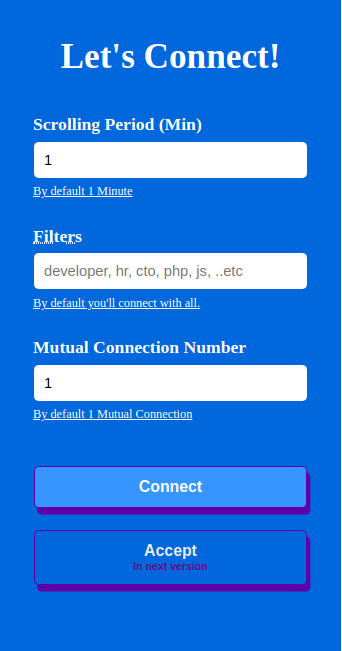 Let's Connect!
Scrolling Period (Min)
1
By default 1 Minute
Filters
developer, hr, cto, php, js, ..etc
By default you'll connect with all.
Mutual Connection Number
1
By default 1 Mutual Connection
Connect
Accept
In next version